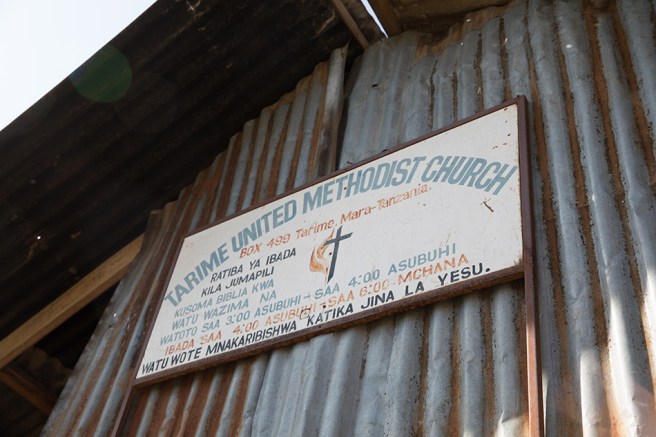 TARIME UNITED METHODIST CHURCH
BOX 499 Tarime Mara-Tanzania.
RATIBA YA IBADA
KILA JUMAPILI
KUSOMA BIBLIA KWA
WATU WAZIMA NA
WATOTO SAA 3:00 ASUBUHI - SAA 4:00 ASUBUHI
IBADA SAA 4:00 ASUBUHI - SAA 6:00 - MCHANA
WATU WOTE MNAKARIBISHWA KATIKA JINA LA YESU.